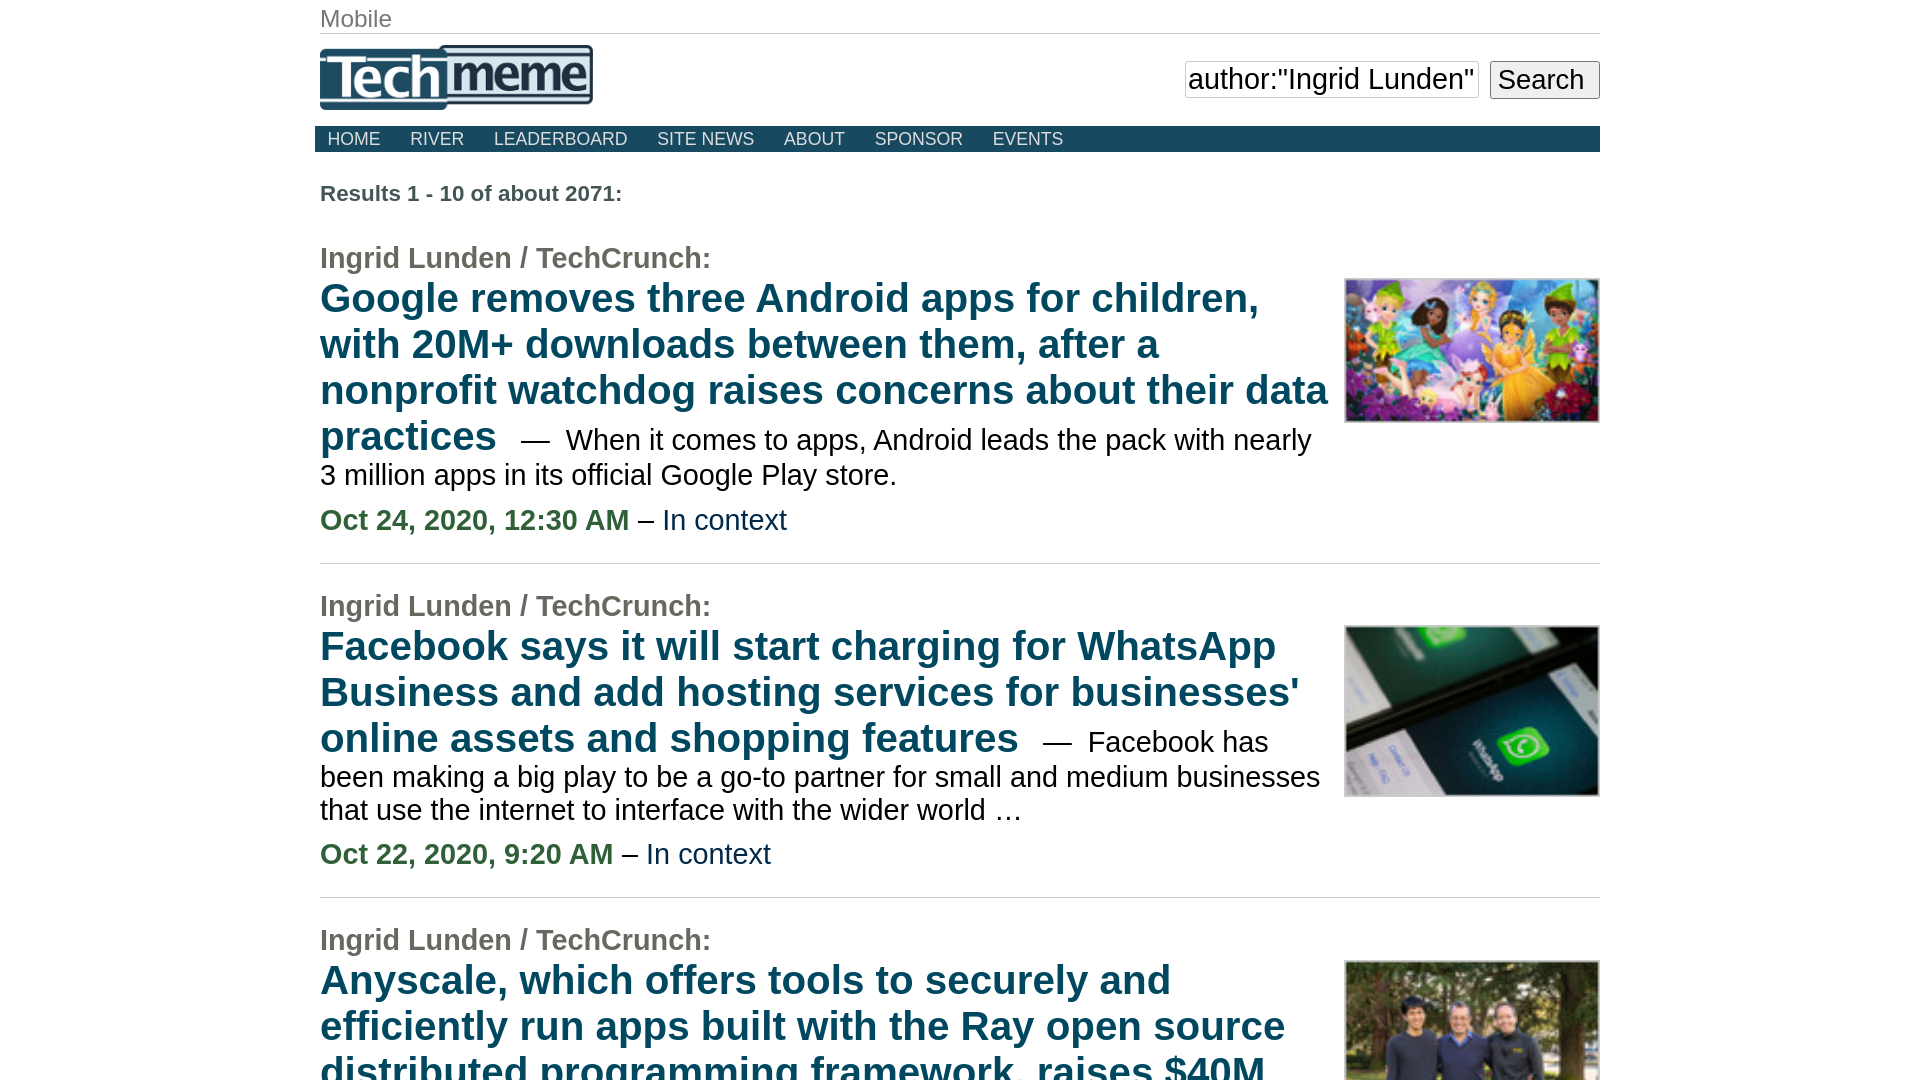 Mobile
Techmeme
author:"Ingrid Lunden" Search
HOME RIVER LEADERBOARD SITE NEWS ABOUT SPONSOR EVENTS
Results 1 - 10 of about 2071:
Ingrid Lunden / TechCrunch:
Google removes three Android apps for children,
with 20M+ downloads between them, after a
nonprofit watchdog raises concerns about their data
practices — When it comes to apps, Android leads the pack with nearly
3 million apps in its official Google Play store.
Oct 24, 2020, 12:30 AM – In context
Ingrid Lunden / TechCrunch:
Facebook says it will start charging for WhatsApp
Business and add hosting services for businesses'
online assets and shopping features — Facebook has
been making a big play to be a go-to partner for small and medium businesses
that use the internet to interface with the wider world …
WhatsApp
Oct 22, 2020, 9:20 AM – In context
Ingrid Lunden / TechCrunch:
Anyscale, which offers tools to securely and
efficiently run apps built with the Ray open source
distributed programming framework, raises $40M